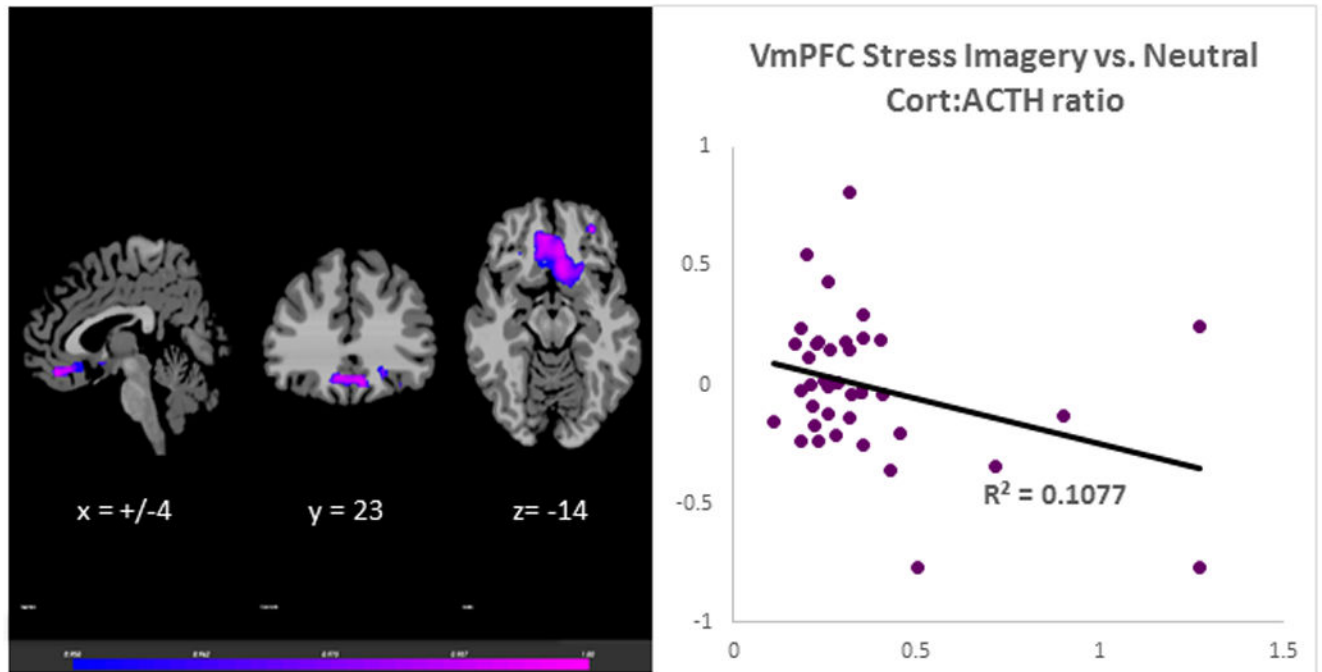 x = +/-4
y = 23
z= -14
VmPFC Stress Imagery vs. Neutral
Cort:ACTH ratio
1
0.5
0
-0.5
-1
R² = 0.1077
0
0.5
1
1.5